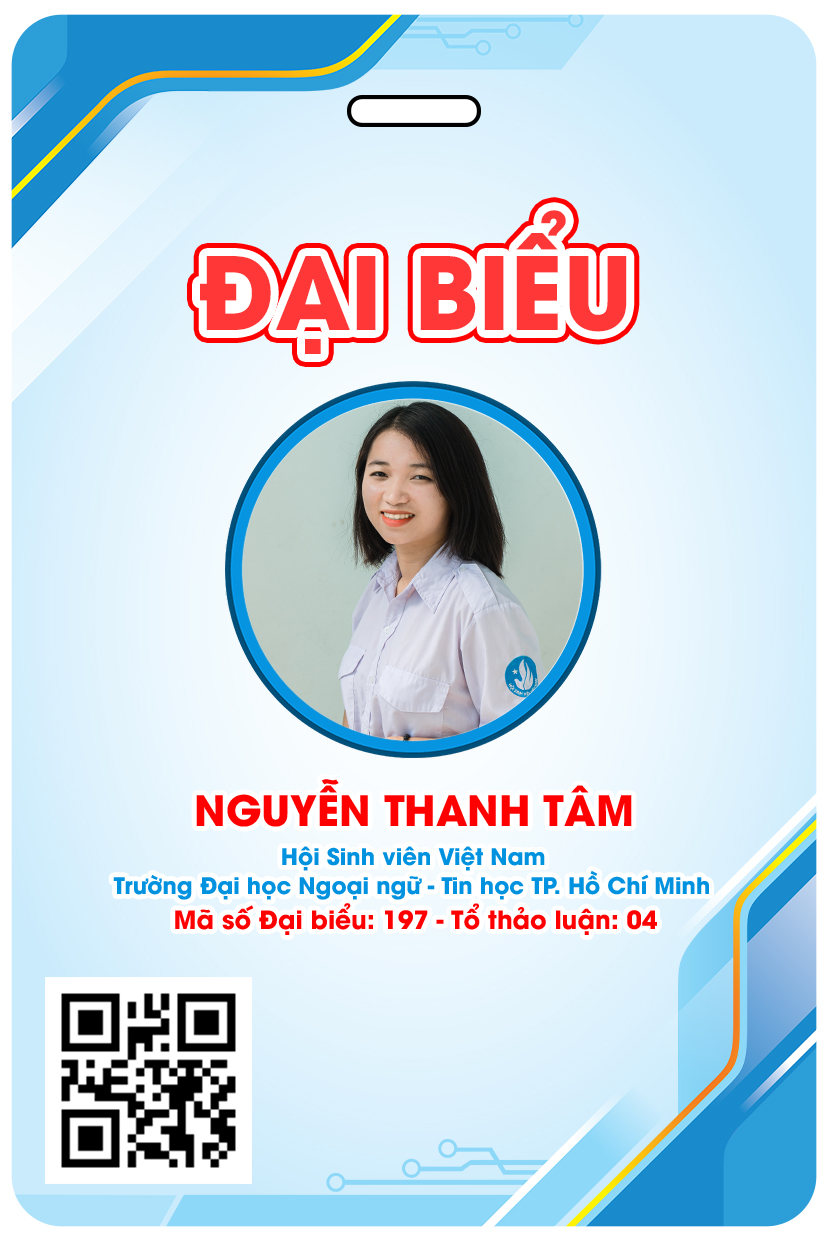 ĐẠI BIỂU
NGUYỄN THANH TÂM
Hội Sinh viên Việt Nam
Trường Đại học Ngoại ngữ - Tin học TP. Hồ Chí Minh
Mã số Đại biểu: 197 - Tổ thảo luận: 04